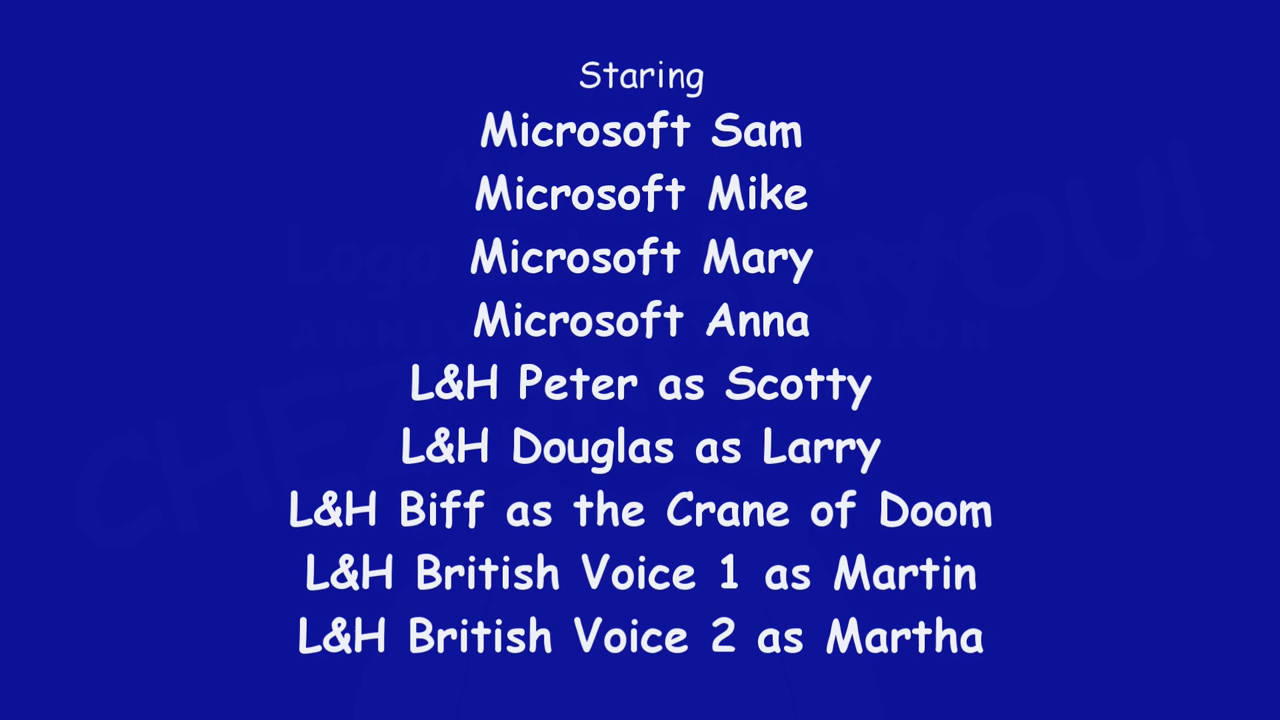 Staring
Microsoft Sam
Microsoft Mike
Microsoft Mary
Microsoft Anna
L&H Peter as Scotty
L&H Douglas as Larry
L&H Biff as the Crane of Doom
L&H British Voice 1 as Martin
L&H British Voice 2 as Martha